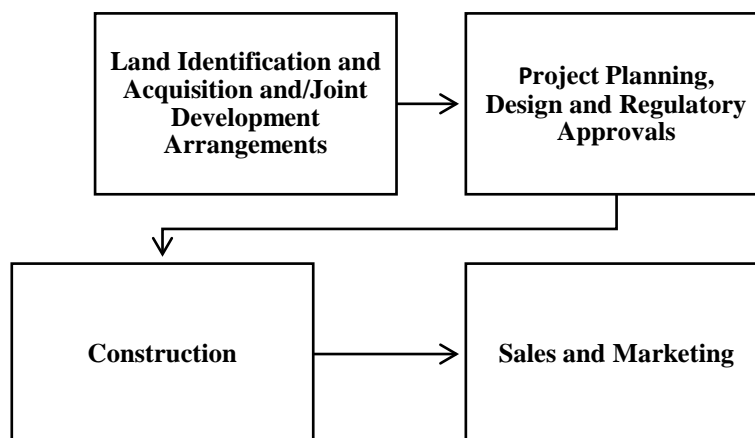 Land Identification and
Acquisition and/Joint
Development
Arrangements
Project Planning,
Design and Regulatory
Approvals
Construction
Sales and Marketing